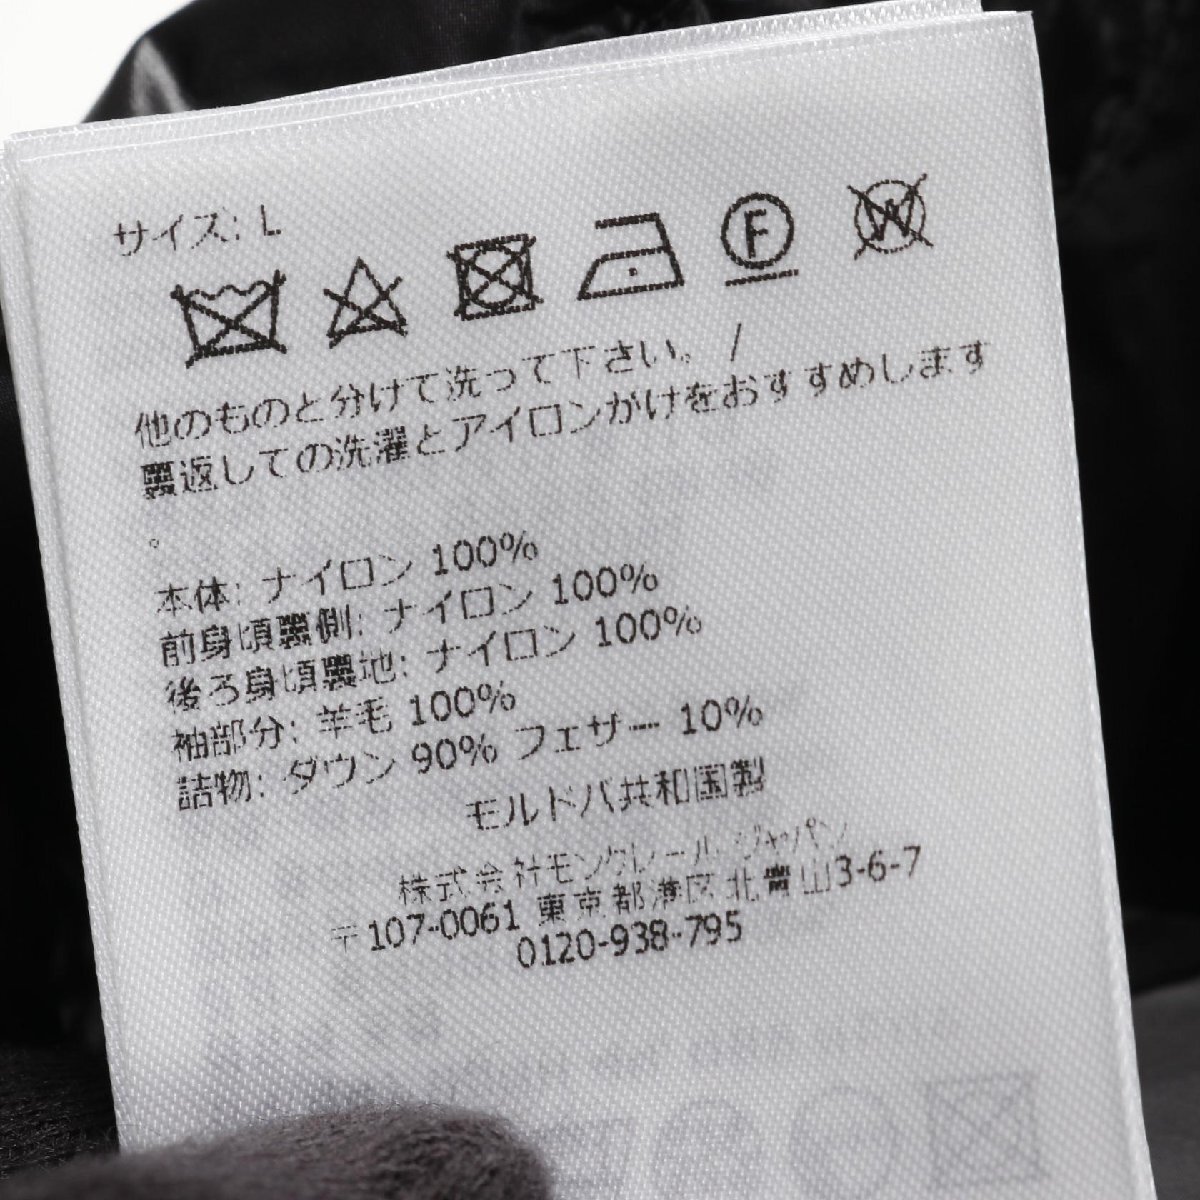 サイズ: L
F
W
他のものと分けて洗って下さい。 /
裏返しての洗濯とアイロンがけをおすすめします
。
本体: ナイロン 100%
前身頃裏側: ナイロン 100%
後ろ身頃裏地: ナイロン 100%
袖部分: 羊毛 100%
詰物: ダウン 90% フェザー 10%
モルドバ共和国製
株式会社モンクレール・ジャパン
〒107-0061 東京都港区北青山3-6-7
0120-938-795